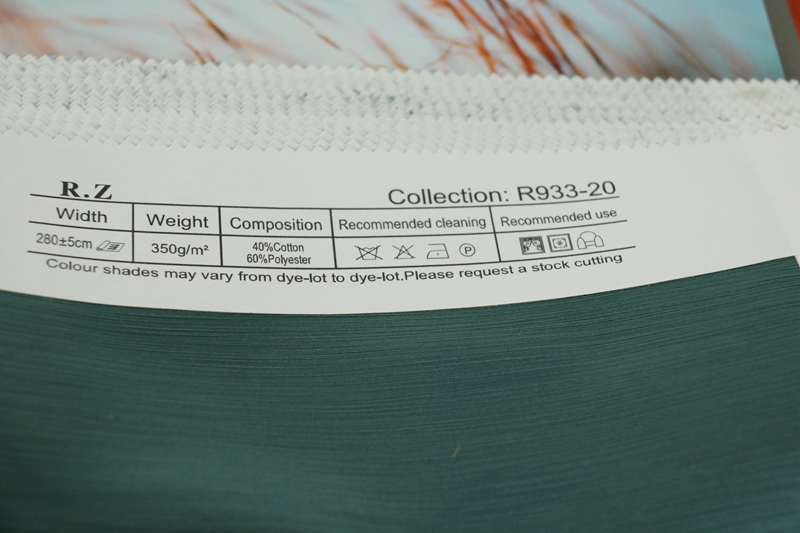 R.Z
Collection: R933-20
Width Weight Composition Recommended cleaning Recommended use
280±5cm 350g/m² 40%Cotton 60%Polyester P
Colour shades may vary from dye-lot to dye-lot.Please request a stock cutting